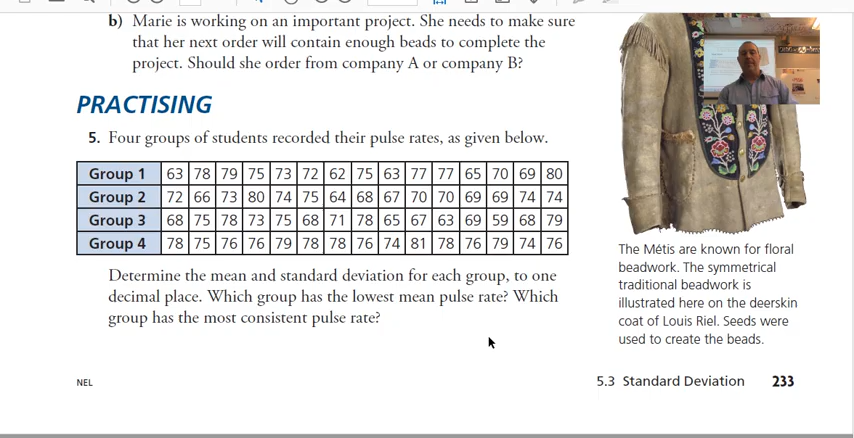 b) Marie is working on an important project. She needs to make sure
that her next order will contain enough beads to complete the
project. Should she order from company A or company B?
PRACTISING
5. Four groups of students recorded their pulse rates, as given below.
Group 1 63 78 79 75 73 72 62 75 63 77 77 65 70 69 80
Group 2 72 66 73 80 74 75 64 68 67 70 70 69 69 74 74
Group 3 68 75 78 73 75 68 71 78 65 67 63 69 59 68 79
Group 4 78 75 76 76 79 78 78 76 74 81 78 76 79 74 76
Determine the mean and standard deviation for each group, to one
decimal place. Which group has the lowest mean pulse rate? Which
group has the most consistent pulse rate?
The Métis are known for floral
beadwork. The symmetrical
traditional beadwork is
illustrated here on the deerskin
coat of Louis Riel. Seeds were
used to create the beads.
NEL
5.3 Standard Deviation 233